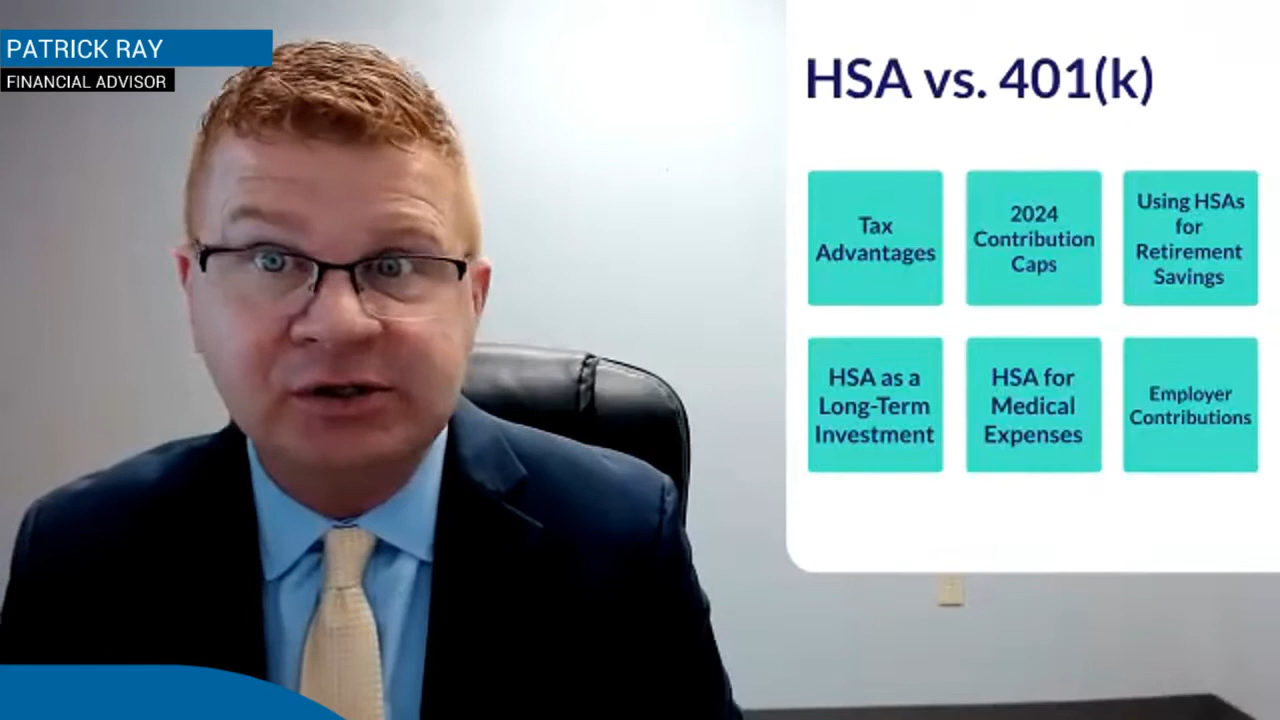 PATRICK RAY
FINANCIAL ADVISOR
HSA vs. 401(k)
Tax
Advantages
2024
Contribution
Caps
Using HSAs
for
Retirement
Savings
HSA as a
Long-Term
Investment
HSA for
Medical
Expenses
Employer
Contributions